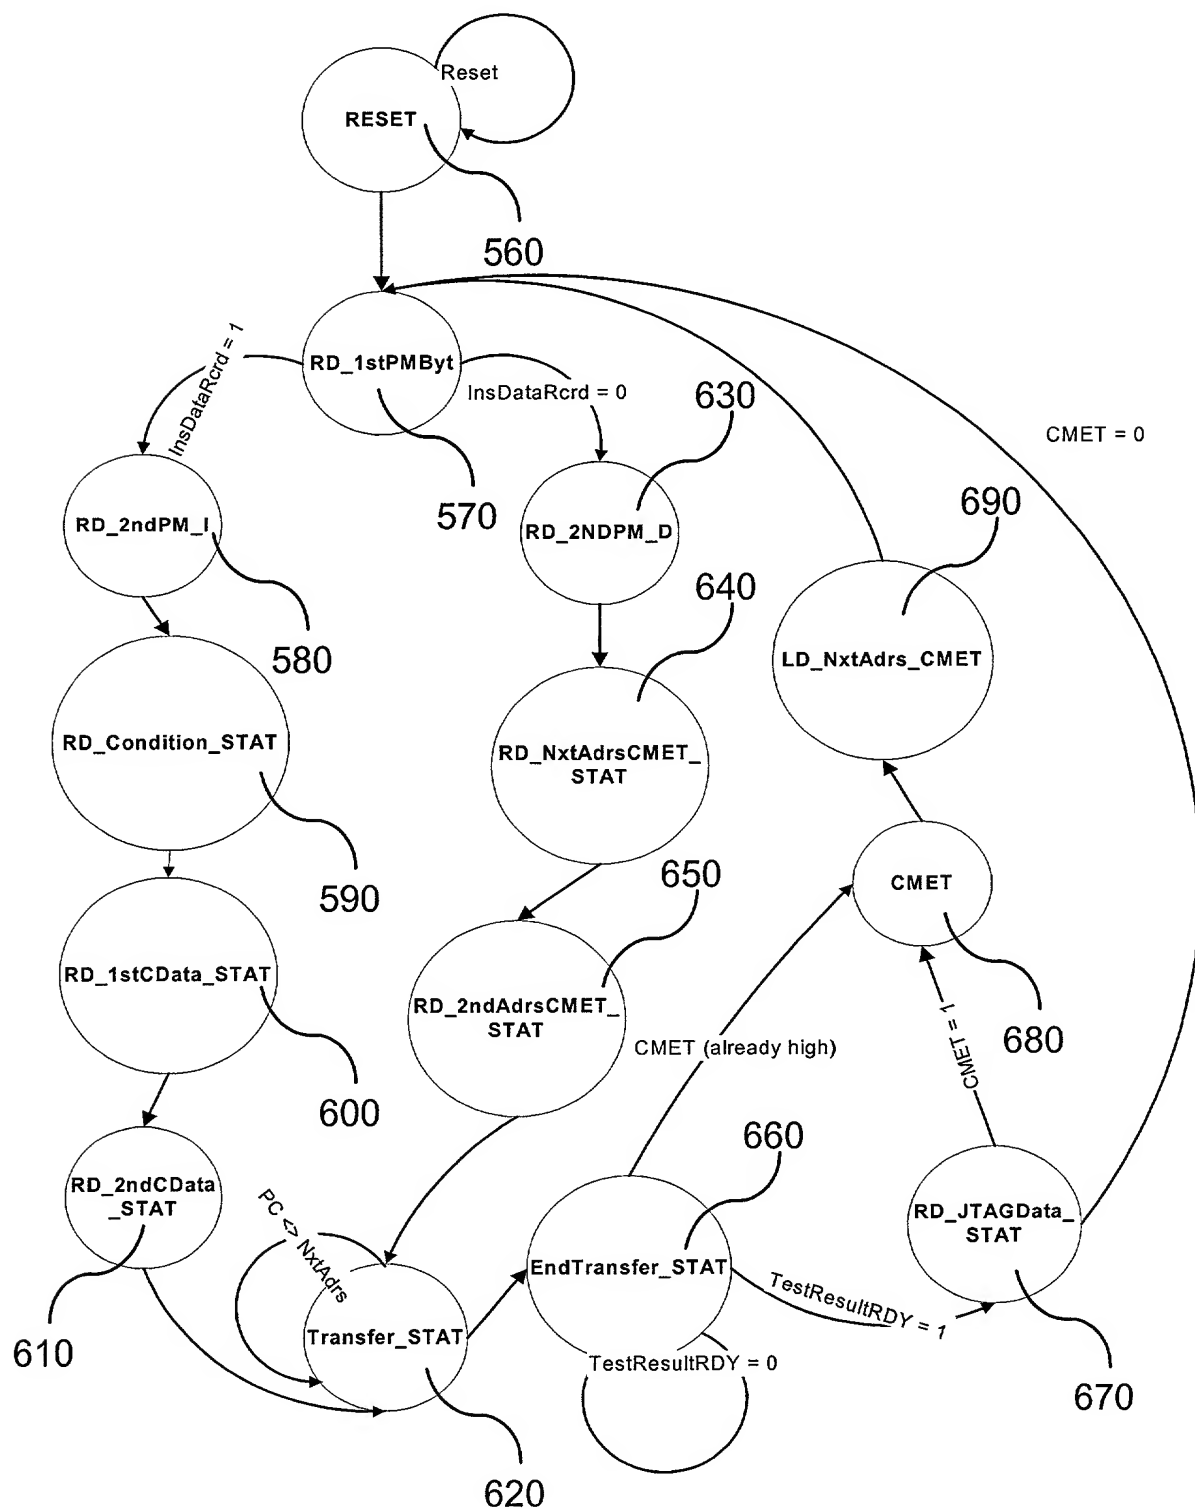 Reset
RESET
560
RD_1stPMByt
InsDataRcrd = 1
InsDataRcrd = 0
630
CMET = 0
570
690
RD_2ndPM_I
RD_2NDPM_D
640
580
LD_NxtAdrs_CMET
RD_Condition_STAT
RD_NxtAdrsCMET_
STAT
590
650
CMET
RD_1stCData_STAT
RD_2ndAdrsCMET_
STAT
CMET (already high)
CMET = 1
680
600
660
RD_2ndCData
_STAT
PC <> NxtAdrs
RD_JTAGData_
STAT
EndTransfer_STAT
TestResultRDY = 1
610
Transfer_STAT
TestResultRDY = 0
670
620